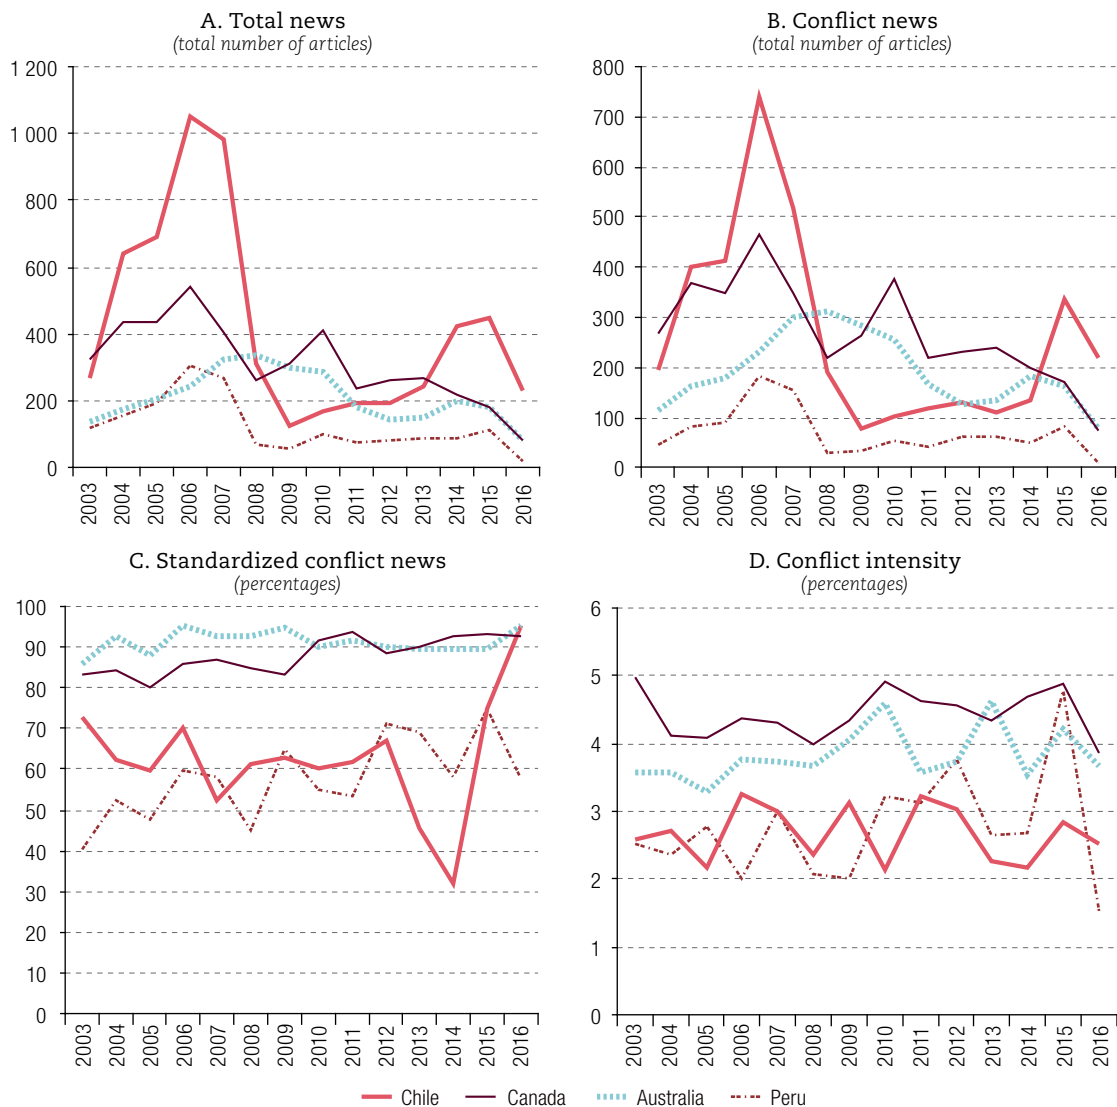 A. Total news
(total number of articles)
1 200
1 000
800
600
400
200
0
2003 2004 2005 2006 2007 2008 2009 2010 2011 2012 2013 2014 2015 2016
B. Conflict news
(total number of articles)
800
700
600
500
400
300
200
100
0
2003 2004 2005 2006 2007 2008 2009 2010 2011 2012 2013 2014 2015 2016
C. Standardized conflict news
(percentages)
100
90
80
70
60
50
40
30
20
10
0
2003 2004 2005 2006 2007 2008 2009 2010 2011 2012 2013 2014 2015 2016
D. Conflict intensity
(percentages)
6
5
4
3
2
1
0
2003 2004 2005 2006 2007 2008 2009 2010 2011 2012 2013 2014 2015 2016
Chile Canada Australia Peru